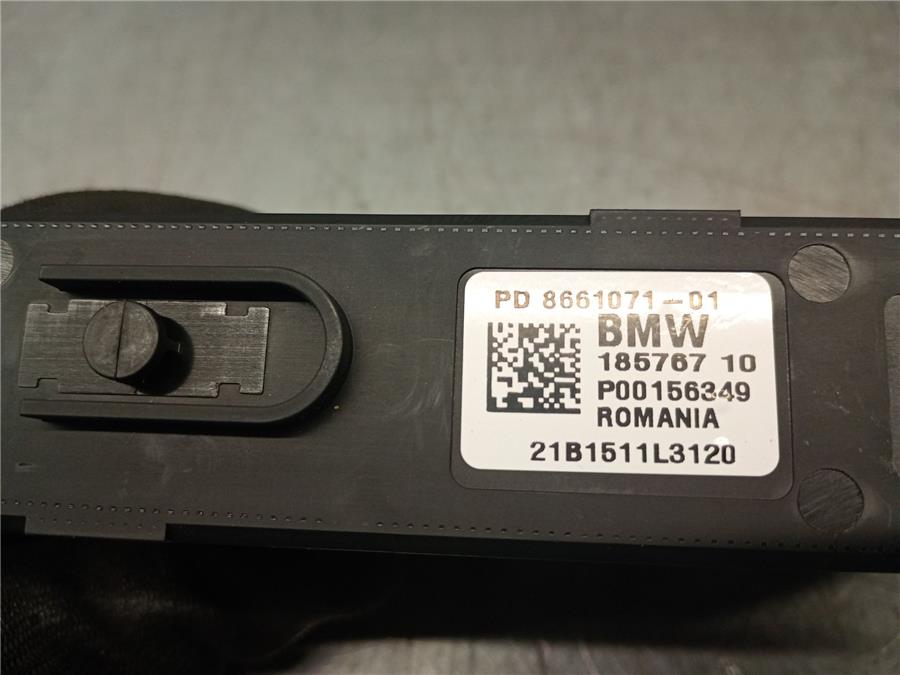 PD 8661071-01
BMW
185767 10
P00156349
ROMANIA
21B1511L3120